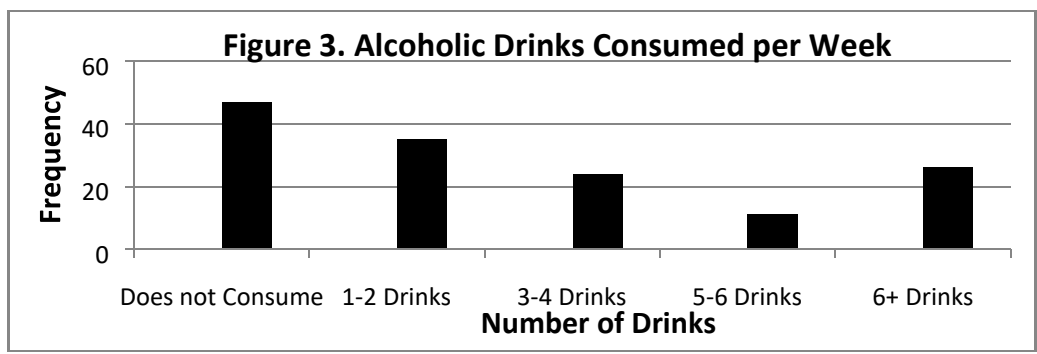 Figure 3. Alcoholic Drinks Consumed per Week
60
40
20
0
Frequency
Does not Consume 1-2 Drinks 3-4 Drinks 5-6 Drinks 6+ Drinks
Number of Drinks